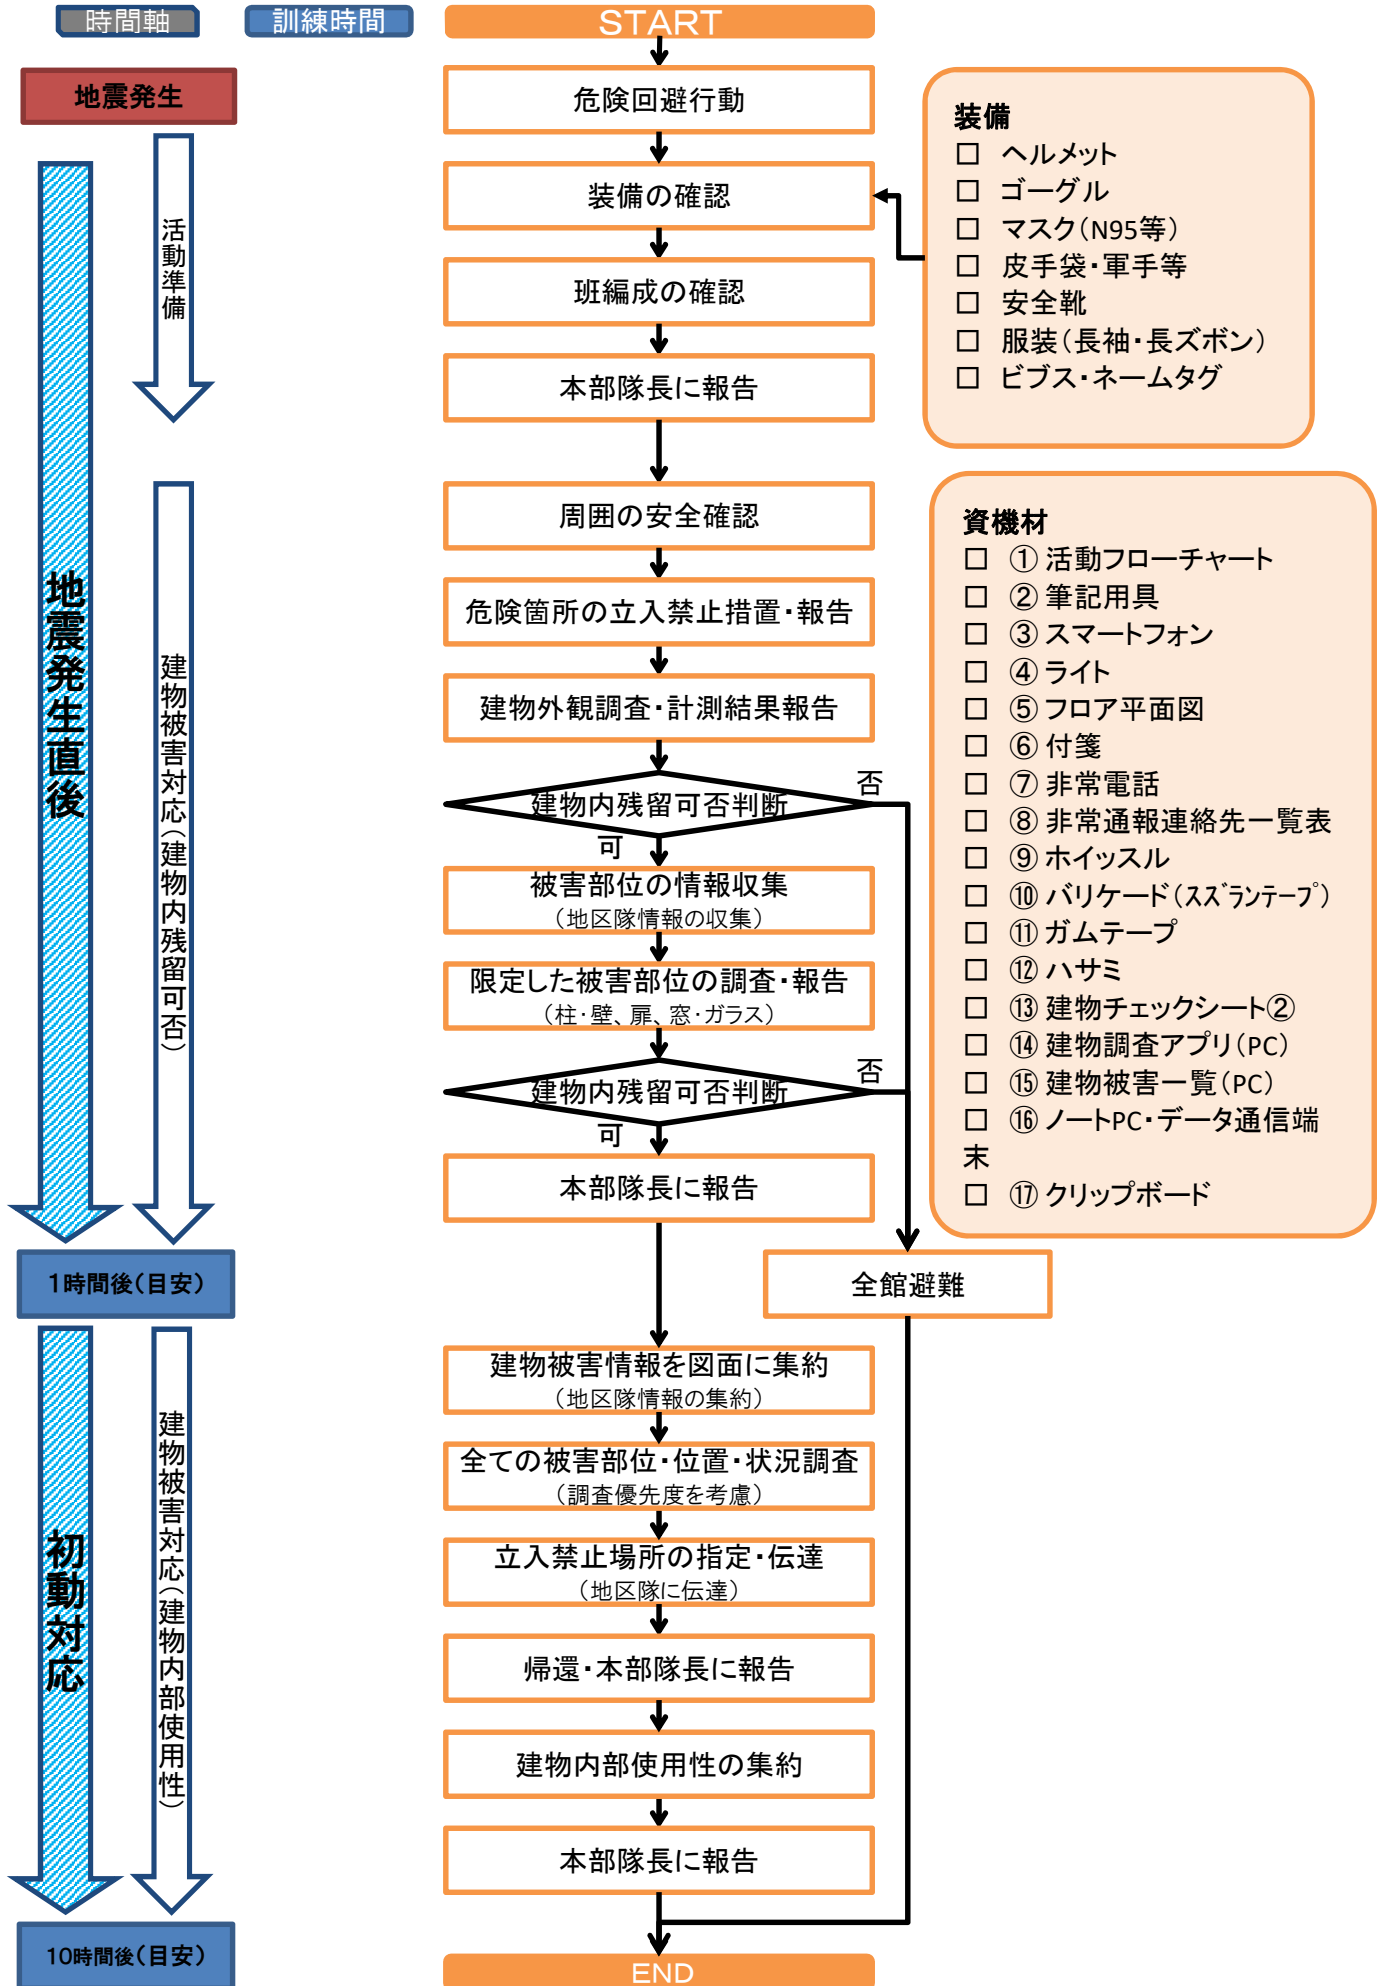 時間軸
訓練時間
START
地震発生
危険回避行動
装備の確認
班編成の確認
本部隊長に報告
装備
□ ヘルメット
□ ゴーグル
□ マスク（N95等）
□ 皮手袋・軍手等
□ 安全靴
□ 服装（長袖・長ズボン）
□ ビブス・ネームタグ
活動準備
地震発生直後
建物被害対応（建物内残留可否）
周囲の安全確認
危険箇所の立入禁止措置・報告
建物外観調査・計測結果報告
建物内残留可否判断
否
可
被害部位の情報収集
（地区隊情報の収集）
限定した被害部位の調査・報告
（柱・壁、扉、窓・ガラス）
建物内残留可否判断
否
可
本部隊長に報告
資機材
□ ①活動フローチャート
□ ②筆記用具
□ ③スマートフォン
□ ④ライト
□ ⑤フロア平面図
□ ⑥付箋
□ ⑦非常電話
□ ⑧非常通報連絡先一覧表
□ ⑨ホイッスル
□ ⑩バリケード（ｽｽﾞﾗﾝﾃｰﾌﾟ）
□ ⑪ガムテープ
□ ⑫ハサミ
□ ⑬建物チェックシート②
□ ⑭建物調査アプリ（PC）
□ ⑮建物被害一覧（PC）
□ ⑯ノートPC・データ通信端
末
□ ⑰クリップボード
1時間後（目安）
全館避難
初動対応
建物被害対応（建物内部使用性）
建物被害情報を図面に集約
（地区隊情報の集約）
全ての被害部位・位置・状況調査
（調査優先度を考慮）
立入禁止場所の指定・伝達
（地区隊に伝達）
帰還・本部隊長に報告
建物内部使用性の集約
本部隊長に報告
10時間後（目安）
END